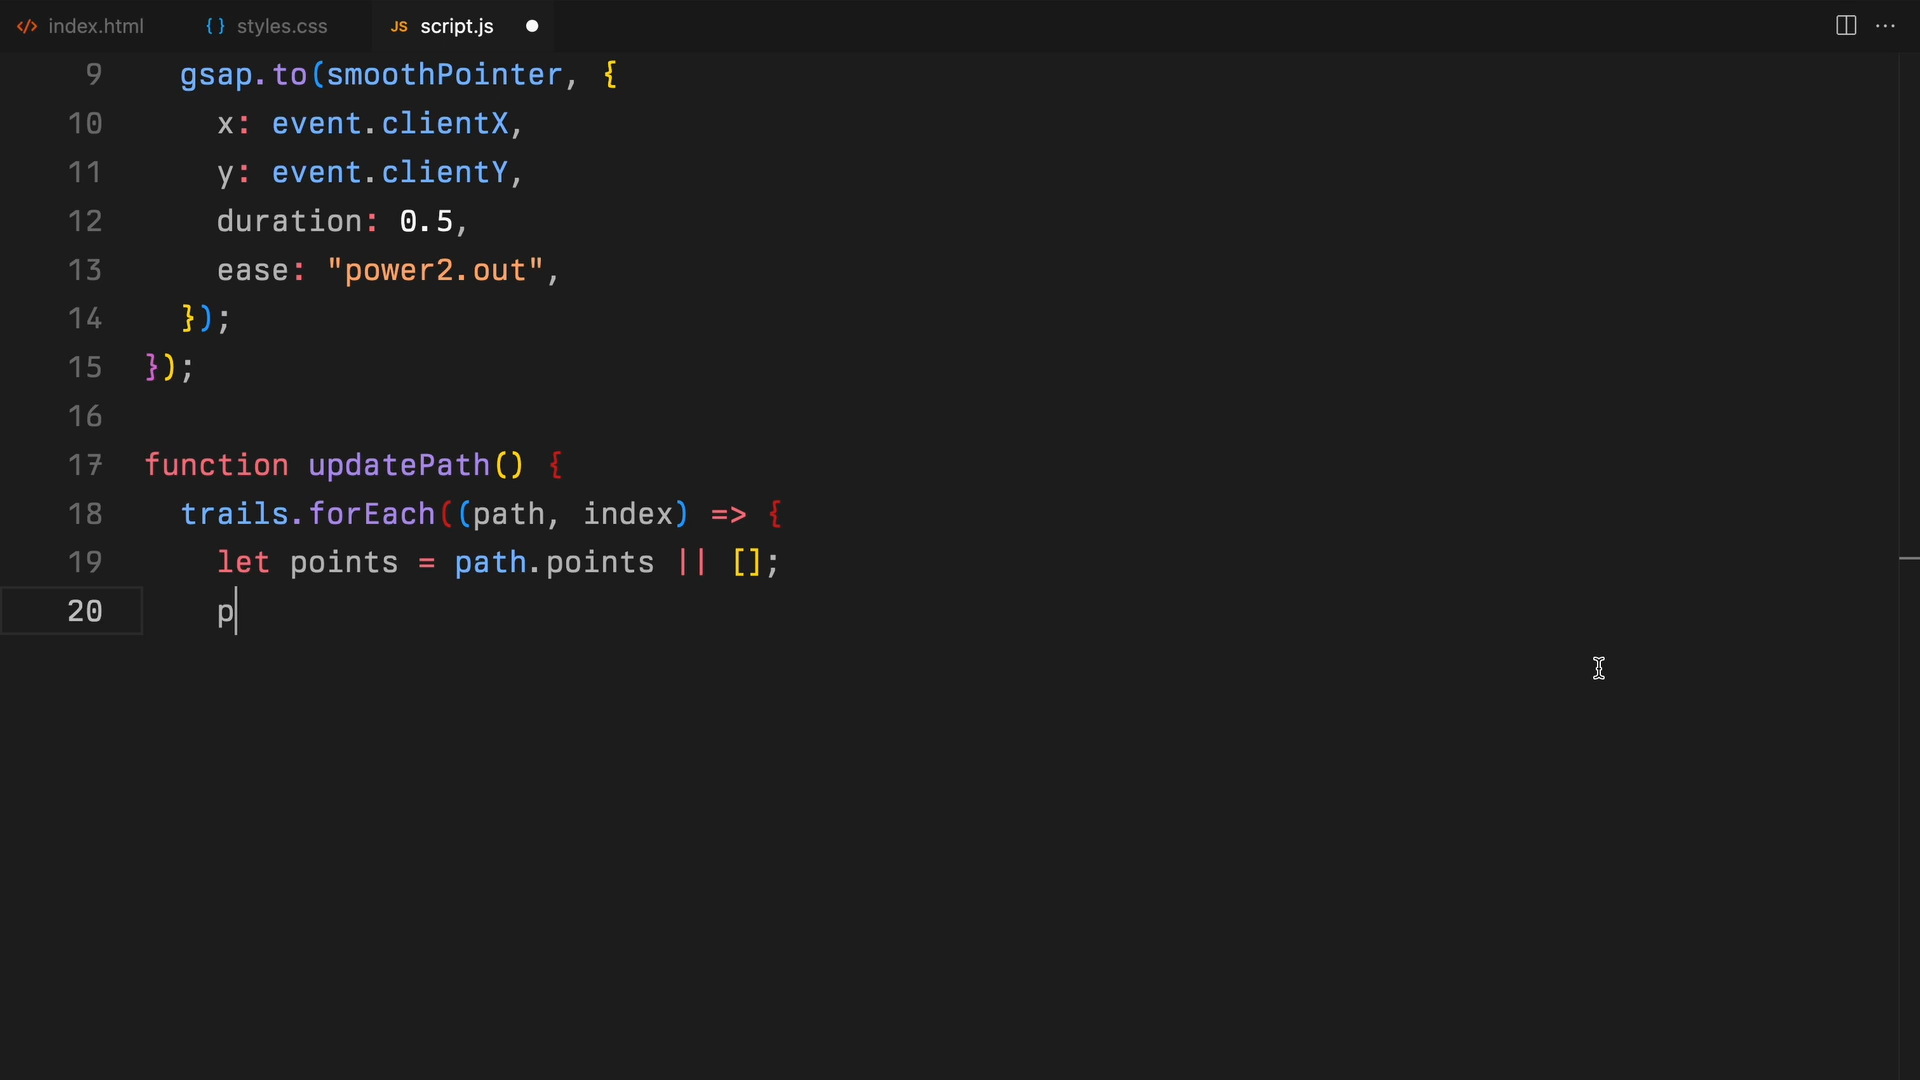 </> index.html {} styles.css JS script.js
9 gsap.to(smoothPointer, {
10 x: event.clientX,
11 y: event.clientY,
12 duration: 0.5,
13 ease: "power2.out",
14 });
15 });
16
17 function updatePath() {
18 trails.forEach((path, index) => {
19 let points = path.points || [];
20 p